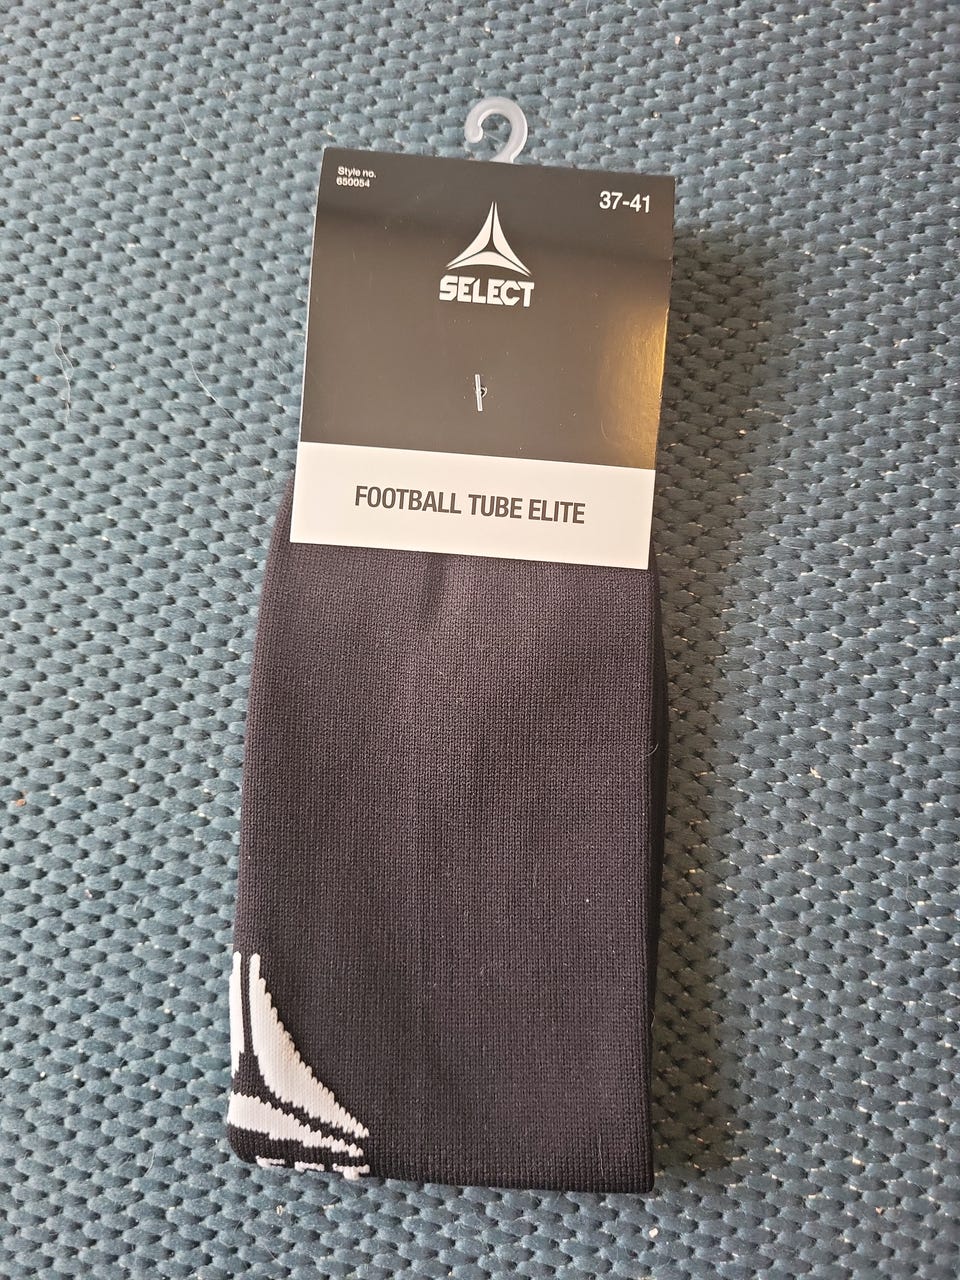 Style no.
650054
37-41
SELECT
FOOTBALL TUBE ELITE